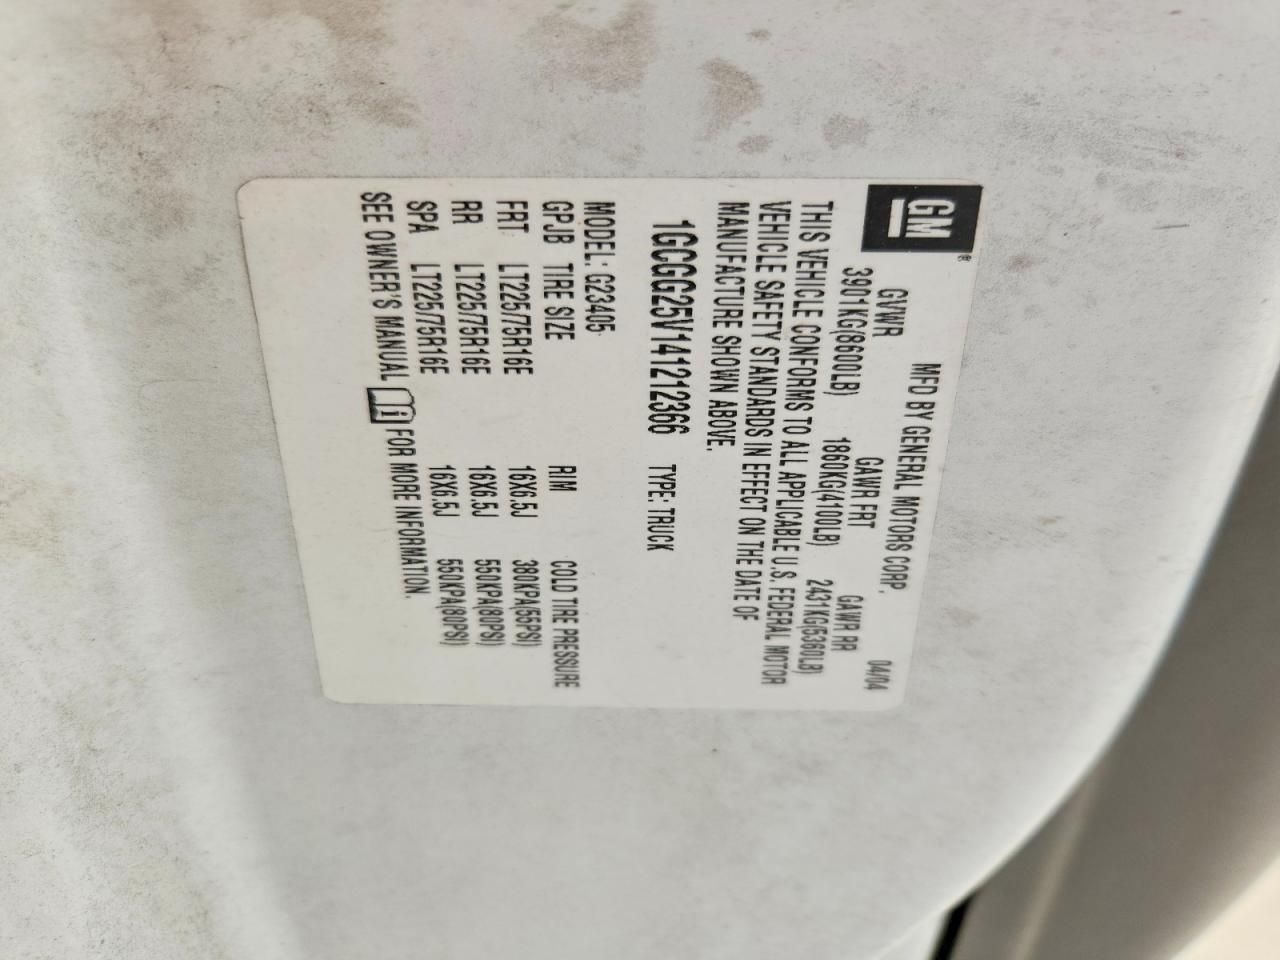 GM®
MFD BY GENERAL MOTORS CORP. 04/04
GVWR GAWR FRT GAWR RR
3901KG(8600LB) 1860KG(4100LB) 2431KG(5360LB)
THIS VEHICLE CONFORMS TO ALL APPLICABLE U.S. FEDERAL MOTOR
VEHICLE SAFETY STANDARDS IN EFFECT ON THE DATE OF
MANUFACTURE SHOWN ABOVE.
1GCGG25V141212366 TYPE: TRUCK
MODEL: G23405
GPJB TIRE SIZE RIM COLD TIRE PRESSURE
FRT LT225/75R16E 16X6.5J 380KPA(55PSI)
RR LT225/75R16E 16X6.5J 550KPA(80PSI)
SPA LT225/75R16E 16X6.5J 550KPA(80PSI)
SEE OWNER'S MANUAL FOR MORE INFORMATION.